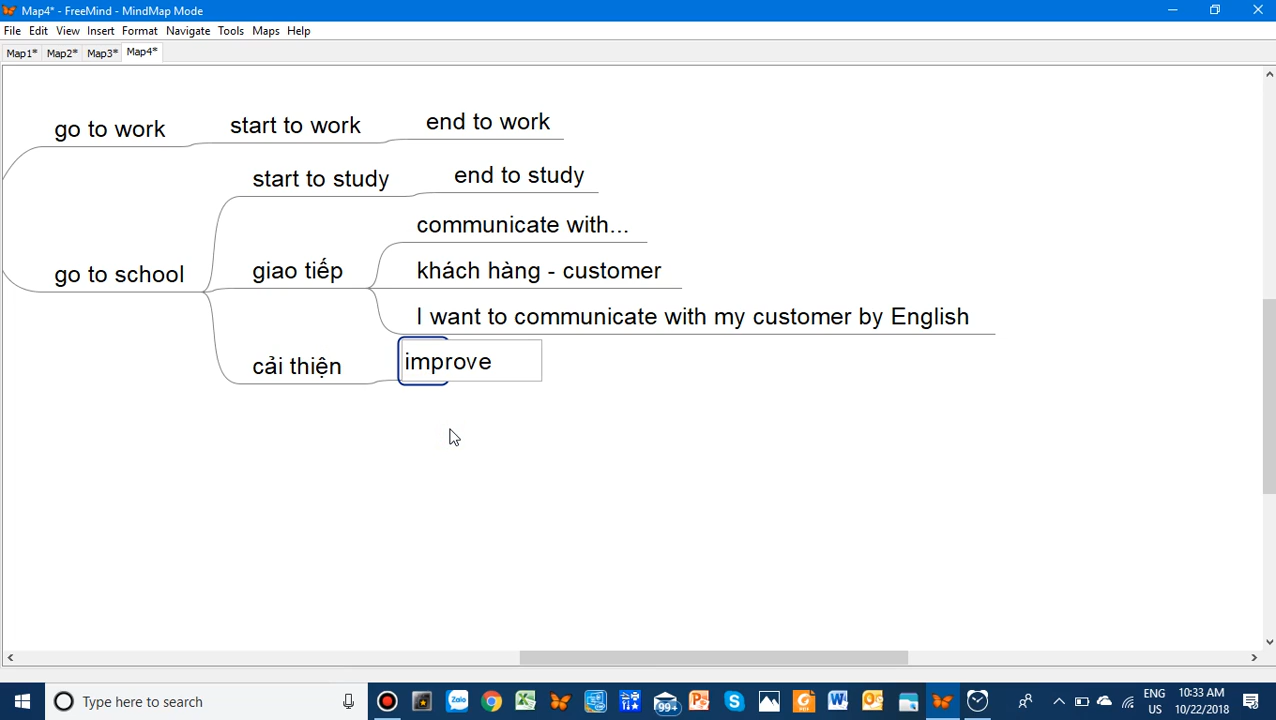 Map4* - FreeMind - MindMap Mode
File Edit View Insert Format Navigate Tools Maps Help
Map1* Map2* Map3* Map4*
go to work start to work end to work
start to study end to study
communicate with...
go to school giao tiếp khách hàng - customer
I want to communicate with my customer by English
cải thiện improve
Type here to search
Zalo
99+
PDF
ENG
US
10:33 AM
10/22/2018